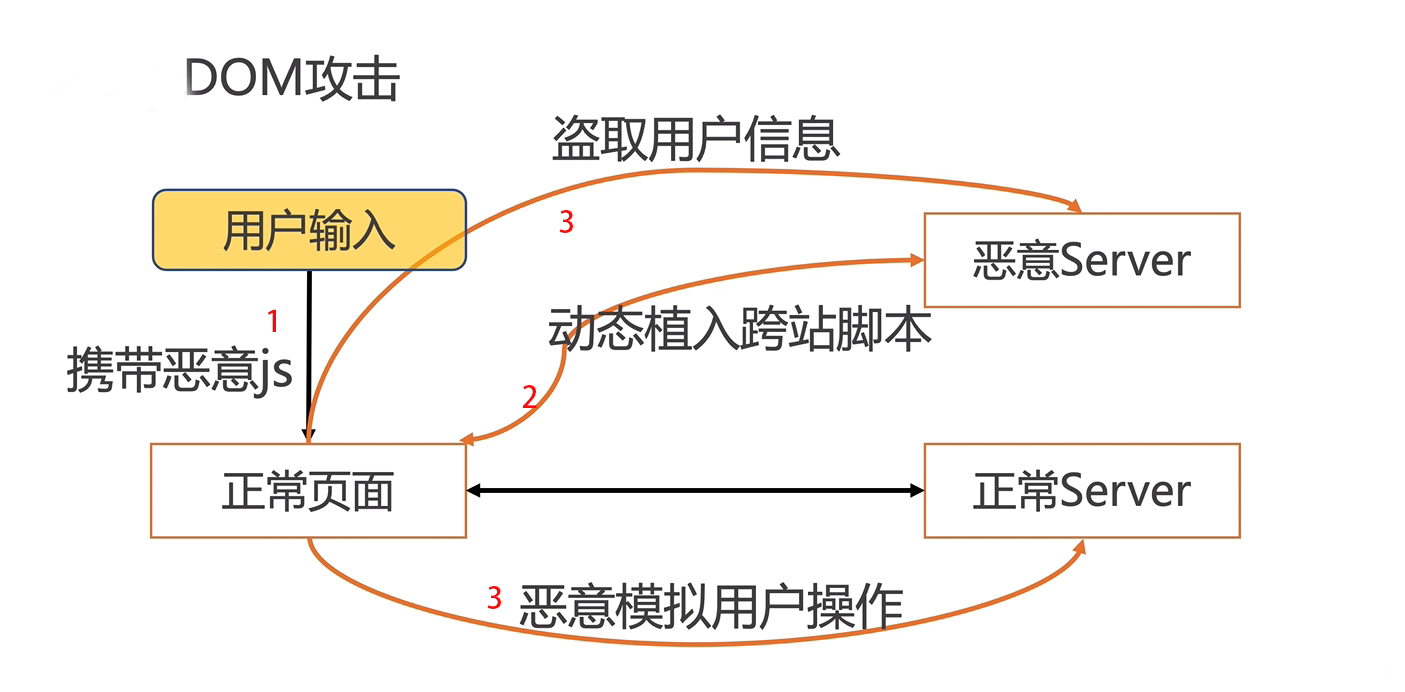 DOM攻击
盗取用户信息
用户输入
3
恶意Server
1
动态植入跨站脚本
携带恶意js
2
正常页面
正常Server
3
恶意模拟用户操作